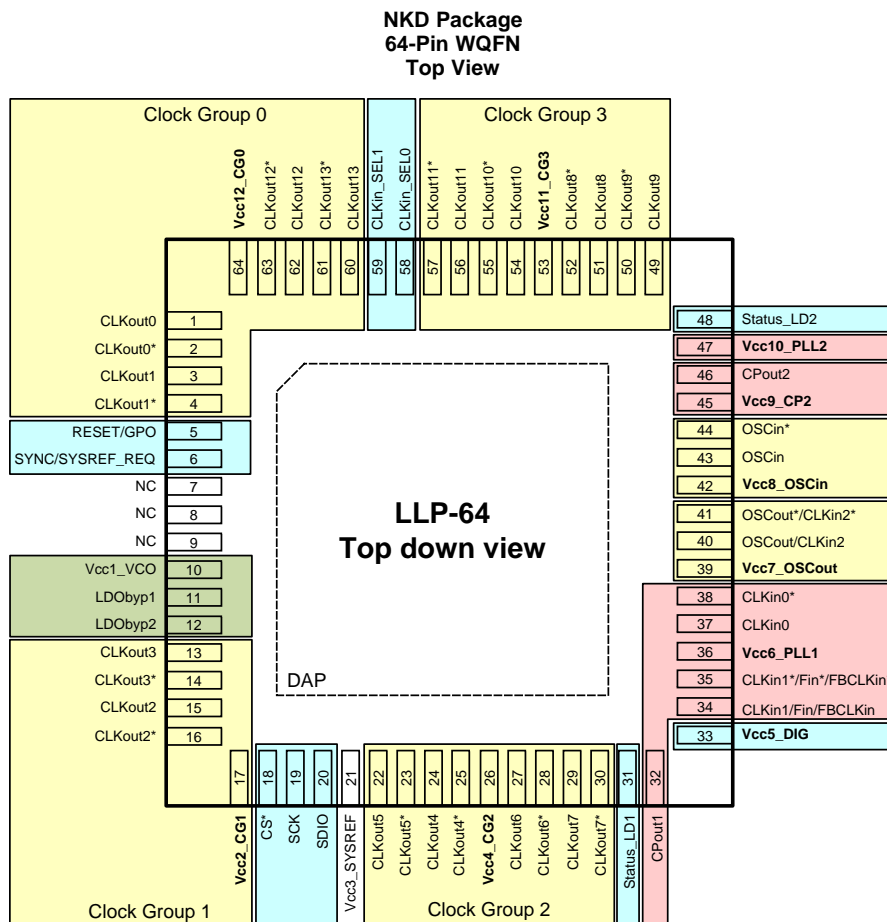 NKD Package
64-Pin WQFN
Top View
Clock Group 0
Clock Group 3
Vcc12_CG0
CLKout12*
CLKout12
CLKout13*
CLKout13
CLKin_SEL1
CLKin_SEL0
CLKout11*
CLKout11
CLKout10*
CLKout10
Vcc11_CG3
CLKout8*
CLKout8
CLKout9*
CLKout9
64
63
62
61
60
59
58
57
56
55
54
53
52
51
50
49
CLKout0 1
CLKout0* 2
CLKout1 3
CLKout1* 4
RESET/GPO 5
SYNC/SYSREF_REQ 6
NC 7
NC 8
NC 9
Vcc1_VCO 10
LDObyp1 11
LDObyp2 12
CLKout3 13
CLKout3* 14
CLKout2 15
CLKout2* 16
LLP-64
Top down view
DAP
48 Status_LD2
47 Vcc10_PLL2
46 CPout2
45 Vcc9_CP2
44 OSCin*
43 OSCin
42 Vcc8_OSCin
41 OSCout*/CLKin2*
40 OSCout/CLKin2
39 Vcc7_OSCout
38 CLKin0*
37 CLKin0
36 Vcc6_PLL1
35 CLKin1*/Fin*/FBCLKin
34 CLKin1/Fin/FBCLKin
33 Vcc5_DIG
17
18
19
20
21
22
23
24
25
26
27
28
29
30
31
32
Vcc2_CG1
CS*
SCK
SDIO
Vcc3_SYSREF
CLKout5
CLKout5*
CLKout4
CLKout4*
Vcc4_CG2
CLKout6
CLKout6*
CLKout7
CLKout7*
Status_LD1
CPout1
Clock Group 1
Clock Group 2